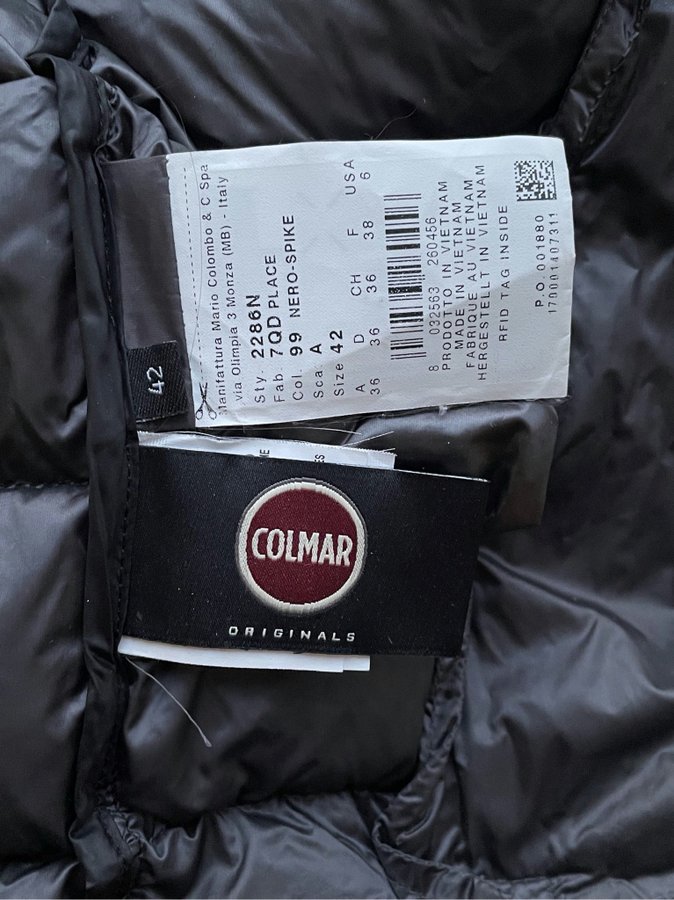 Manifattura Mario Colombo & C Spa
via Olimpia 3 Monza (MB) - Italy
Sty. 2286N
Fab. 7QD PLACE
Col. 99 NERO-SPIKE
Sca. A
Size 42
A D CH F USA
36 36 36 38 6
8 032563 260456
PRODOTTO IN VIETNAM
MADE IN VIETNAM
FABRIQUE AU VIETNAM
HERGESTELLT IN VIETNAM
RFID TAG INSIDE
P.O. 001880
170001407311
42
COLMAR
ORIGINALS